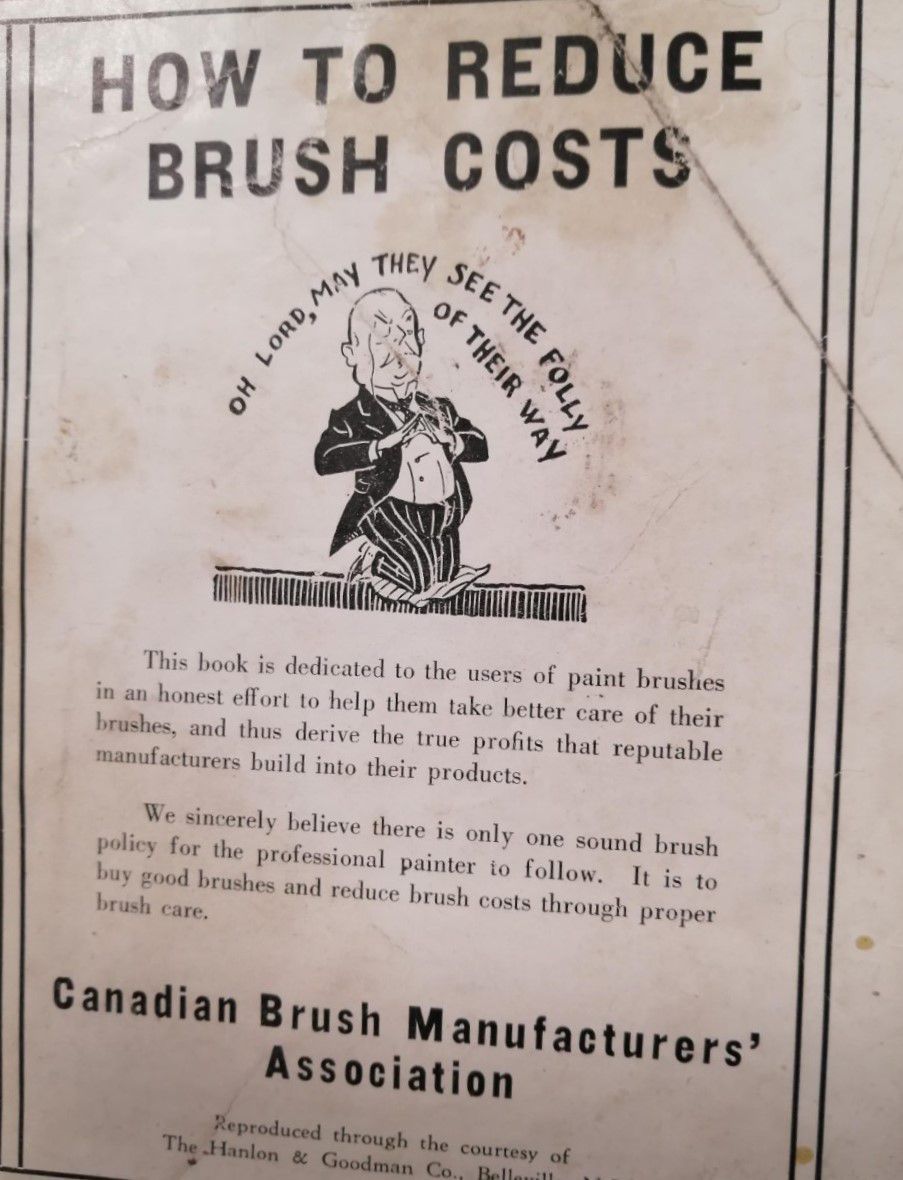 HOW TO REDUCE
BRUSH COSTS
OH LORD, MAY THEY SEE THE FOLLY
OF THEIR WAY
This book is dedicated to the users of paint brushes
in an honest effort to help them take better care of their
brushes, and thus derive the true profits that reputable
manufacturers build into their products.
We sincerely believe there is only one sound brush
policy for the professional painter to follow. It is to
buy good brushes and reduce brush costs through proper
brush care.
Canadian Brush Manufacturers'
Association
Reproduced through the courtesy of
The Hanlon & Goodman Co.,